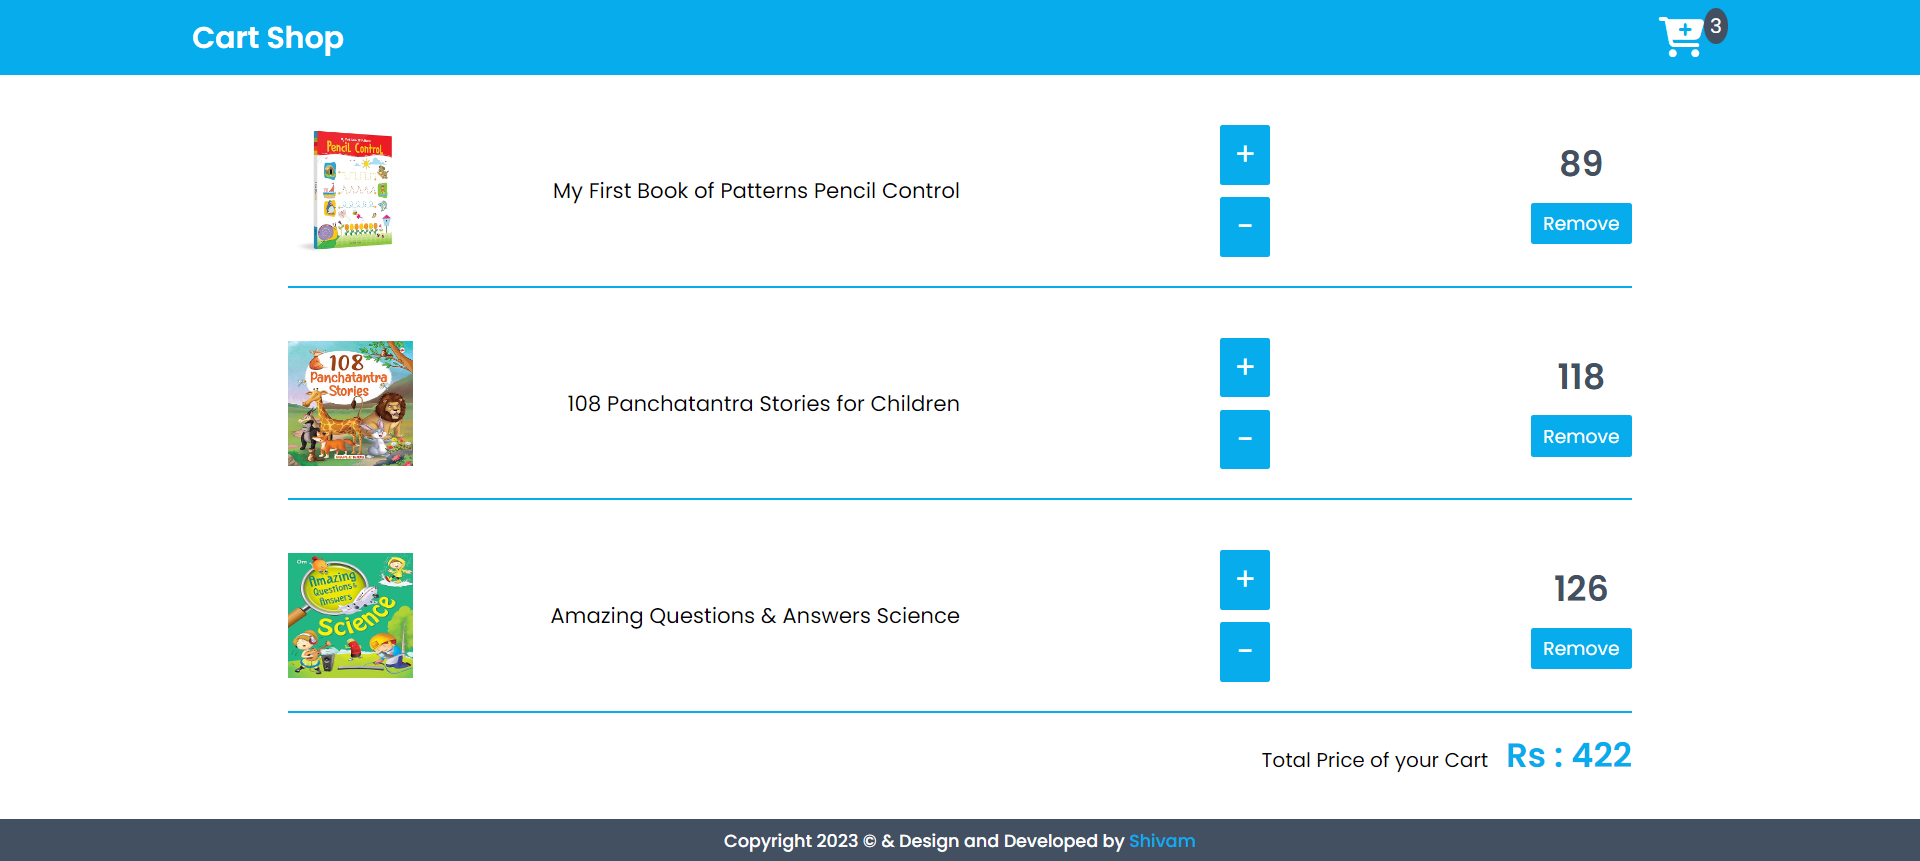 Cart Shop
3
Pencil Control
My First Book of Patterns Pencil Control
+
-
89
Remove
108
Panchatantra
Stories
108 Panchatantra Stories for Children
+
-
118
Remove
Om
Amazing
Questions &
Answers
Science
Amazing Questions & Answers Science
+
-
126
Remove
Total Price of your Cart Rs : 422
Copyright 2023 © & Design and Developed by Shivam